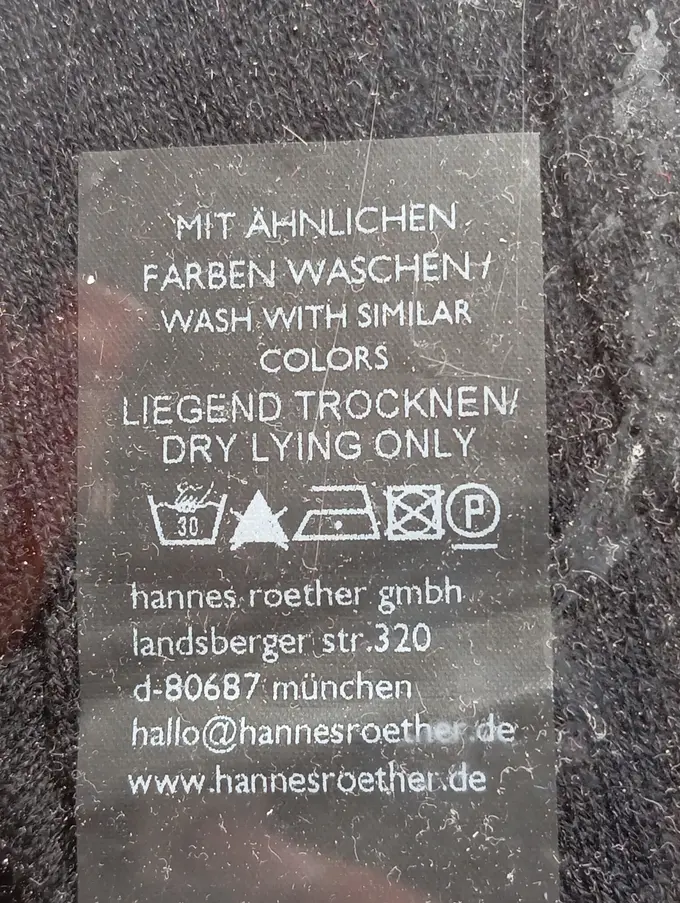 MIT ÄHNLICHEN
FARBEN WASCHEN/
WASH WITH SIMILAR
COLORS
LIEGEND TROCKNEN/
DRY LYING ONLY
30 P
hannes roether gmbh
landsberger str.320
d-80687 münchen
hallo@hannesroether.de
www.hannesroether.de